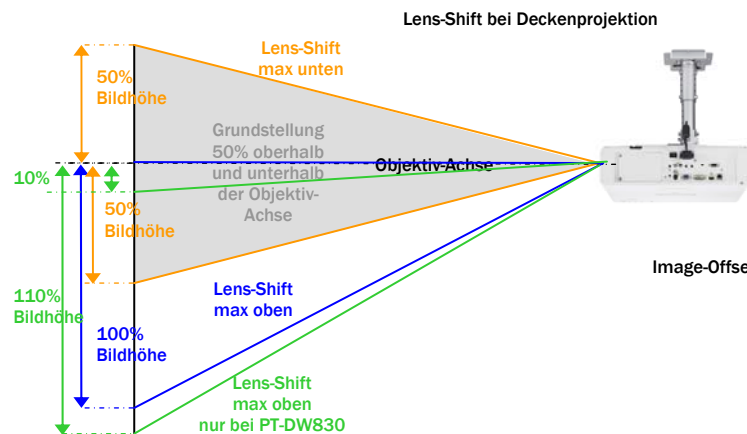 Lens-Shift bei Deckenprojektion
Lens-Shift
max unten
50%
Bildhöhe
Grundstellung
50% oberhalb
und unterhalb
der Objektiv-
Achse
Objektiv-Achse
10%
50%
Bildhöhe
Image-Offse
110%
Bildhöhe
Lens-Shift
max oben
100%
Bildhöhe
Lens-Shift
max oben
nur bei PT-DW830